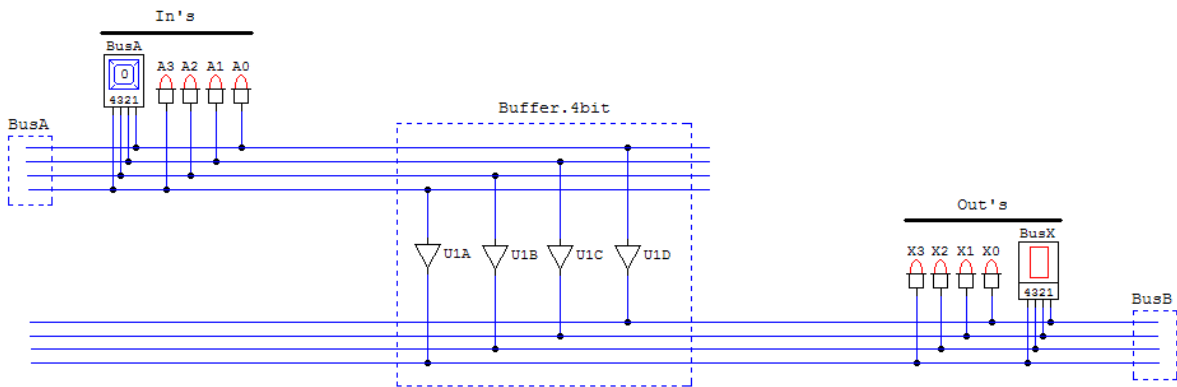 In's
BusA
0
4321
A3 A2 A1 A0
Buffer.4bit
BusA
U1A U1B U1C U1D
Out's
BusX
4321
X3 X2 X1 X0
BusB